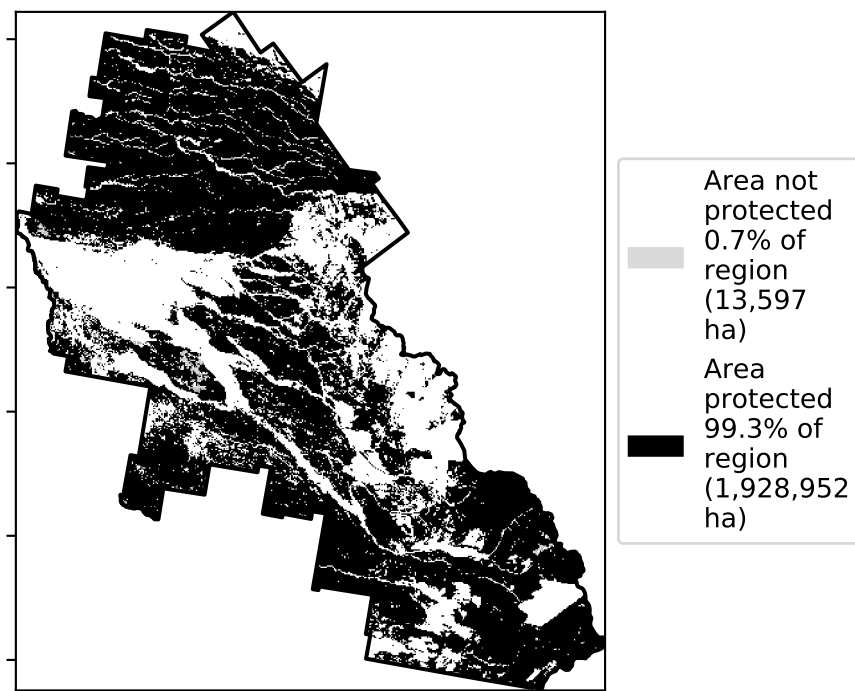 Area not
protected
0.7% of
region
(13,597
ha)
Area
protected
99.3% of
region
(1,928,952
ha)